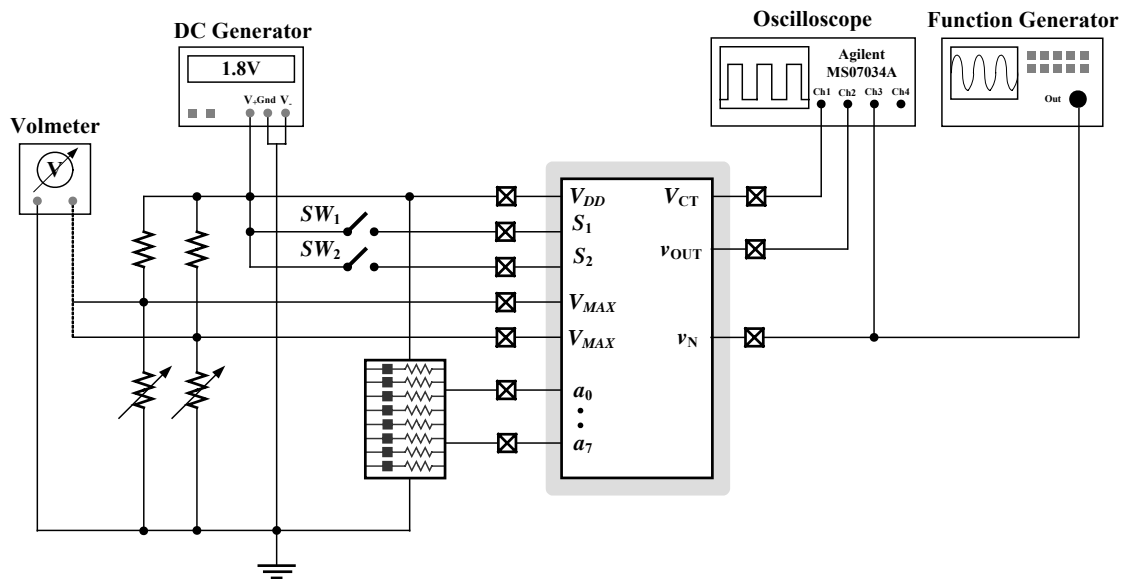 DC Generator
1.8V
V+ Gnd V-
Volmeter
V
Oscilloscope
Agilent
MS07034A
Ch1 Ch2 Ch3 Ch4
Function Generator
Out
SW1
SW2
VDD
S1
S2
VMAX
VMAX
a0
a7
VCT
vOUT
vN